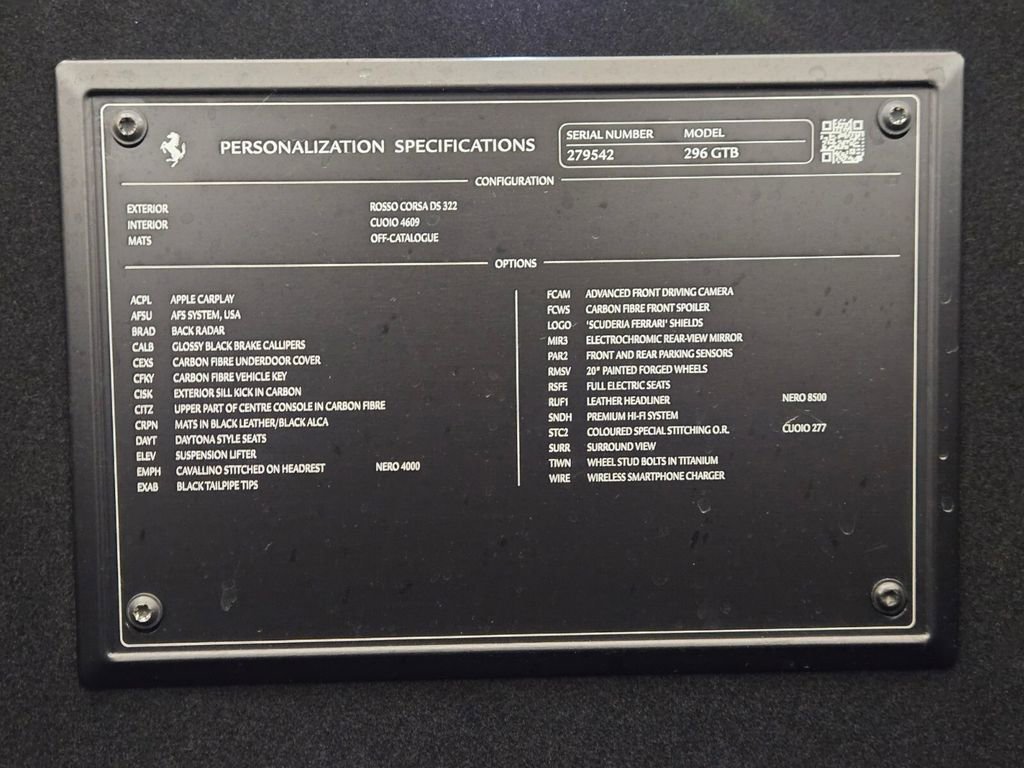 PERSONALIZATION SPECIFICATIONS
SERIAL NUMBER MODEL
279542 296 GTB
CONFIGURATION
EXTERIOR ROSSO CORSA DS 322
INTERIOR CUOIO 4609
MATS OFF-CATALOGUE
OPTIONS
ACPL APPLE CARPLAY
AFSU AFS SYSTEM, USA
BRAD BACK RADAR
CALB GLOSSY BLACK BRAKE CALLIPERS
CEXS CARBON FIBRE UNDERDOOR COVER
CFKY CARBON FIBRE VEHICLE KEY
CISK EXTERIOR SILL KICK IN CARBON
CITZ UPPER PART OF CENTRE CONSOLE IN CARBON FIBRE
CRPN MATS IN BLACK LEATHER/BLACK ALCA
DAYT DAYTONA STYLE SEATS
ELEV SUSPENSION LIFTER
EMPH CAVALLINO STITCHED ON HEADREST NERO 4000
EXAB BLACK TAILPIPE TIPS
FCAM ADVANCED FRONT DRIVING CAMERA
FCWS CARBON FIBRE FRONT SPOILER
LOGO 'SCUDERIA FERRARI' SHIELDS
MIR3 ELECTROCHROMIC REAR-VIEW MIRROR
PAR2 FRONT AND REAR PARKING SENSORS
RMSV 20" PAINTED FORGED WHEELS
RSFE FULL ELECTRIC SEATS
RUF1 LEATHER HEADLINER NERO 8500
SNDH PREMIUM HI-FI SYSTEM
STC2 COLOURED SPECIAL STITCHING O.R. CUOIO 277
SURR SURROUND VIEW
TIWN WHEEL STUD BOLTS IN TITANIUM
WIRE WIRELESS SMARTPHONE CHARGER